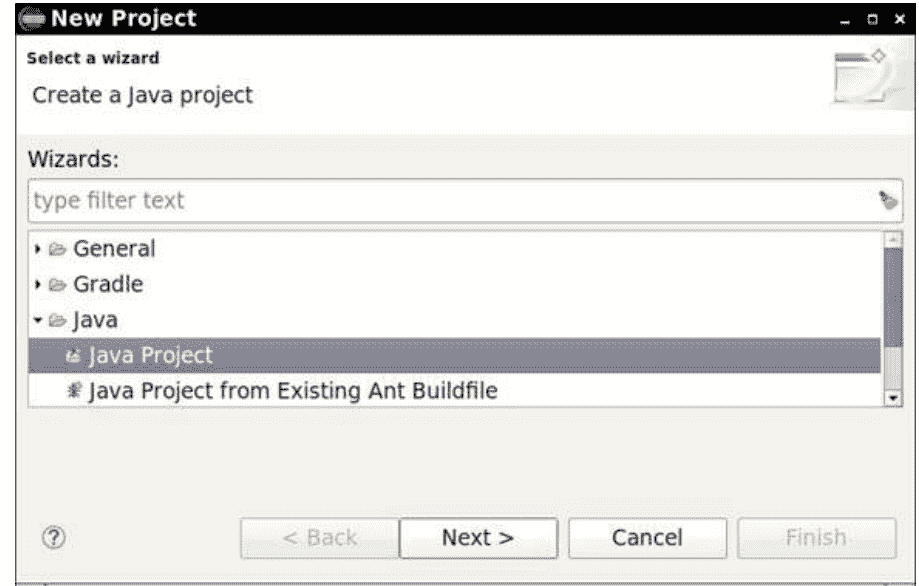 New Project
Select a wizard
Create a Java project
Wizards:
type filter text
General
Gradle
Java
Java Project
Java Project from Existing Ant Buildfile
?
< Back Next > Cancel Finish